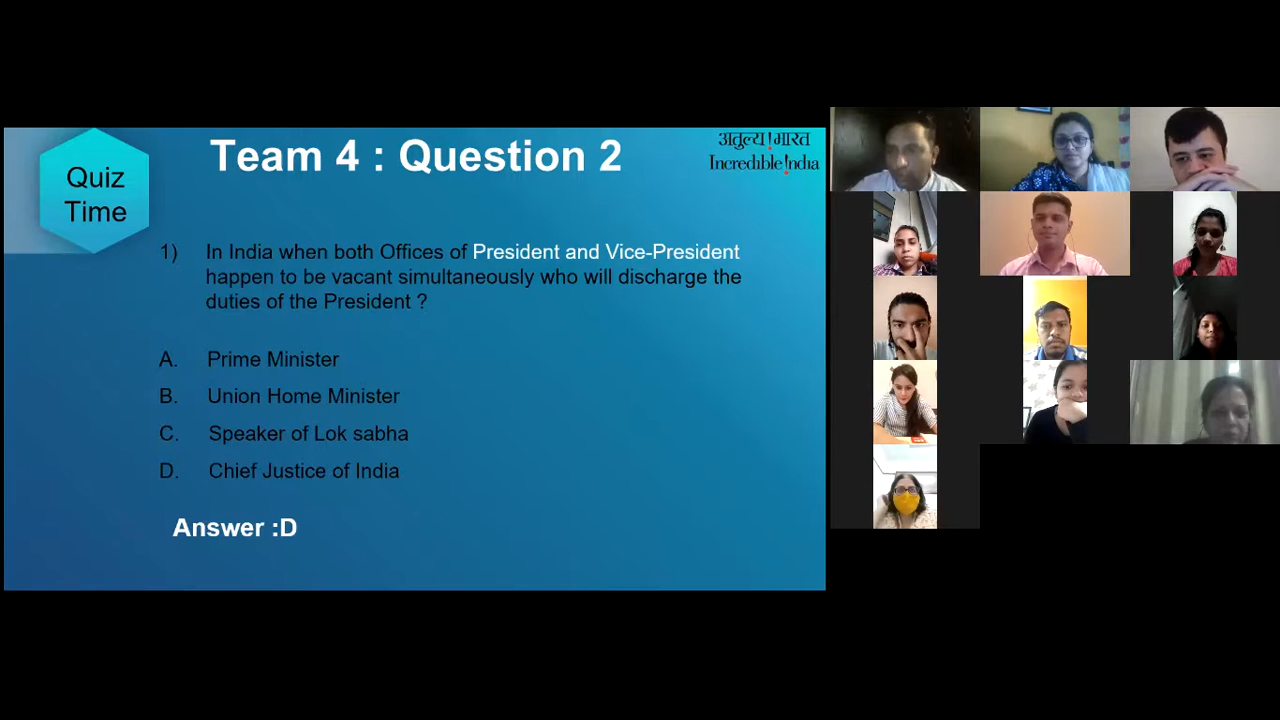 Quiz
Time
Team 4 : Question 2
अतुल्य!भारत
Incredible!ndia
1) In India when both Offices of President and Vice-President
happen to be vacant simultaneously who will discharge the
duties of the President ?
A. Prime Minister
B. Union Home Minister
C. Speaker of Lok sabha
D. Chief Justice of India
Answer :D